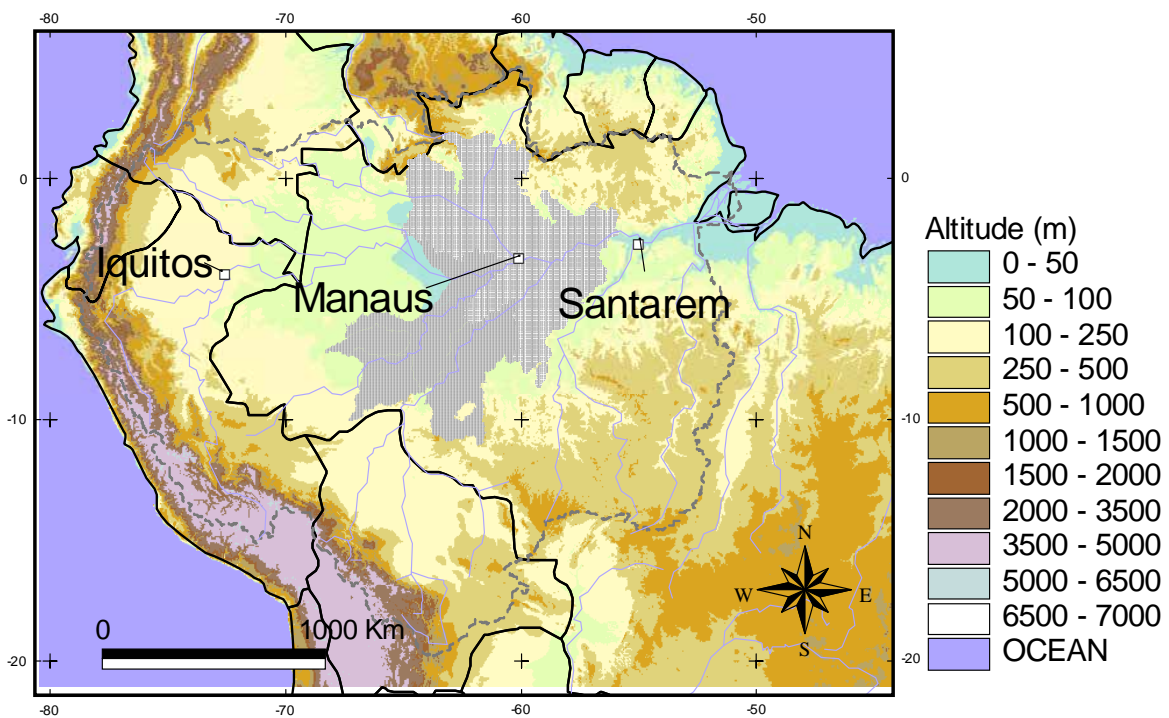 -80 -70 -60 -50
0 0
Iquitos
Manaus
Santarem
-10 -10
-20 -20
0 1000 Km
N
W E
S
-80 -70 -60 -50
Altitude (m)
0 - 50
50 - 100
100 - 250
250 - 500
500 - 1000
1000 - 1500
1500 - 2000
2000 - 3500
3500 - 5000
5000 - 6500
6500 - 7000
OCEAN